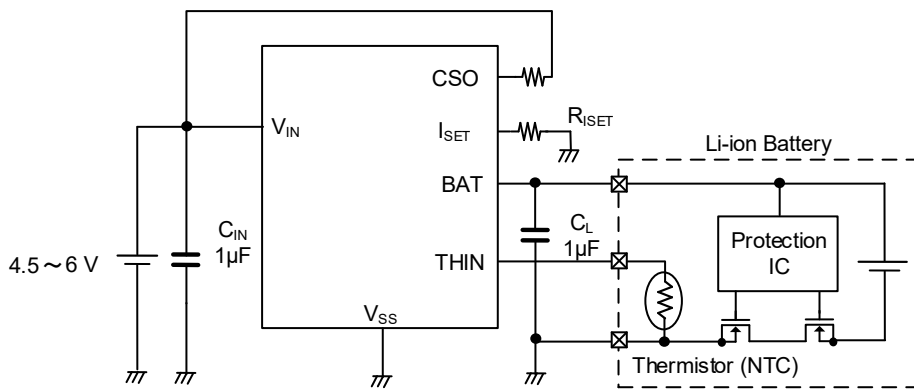 CSO
V_IN
I_SET
R_ISET
Li-ion Battery
BAT
C_IN
1μF
C_L
1μF
Protection
IC
4.5～6 V
THIN
V_SS
Thermistor (NTC)